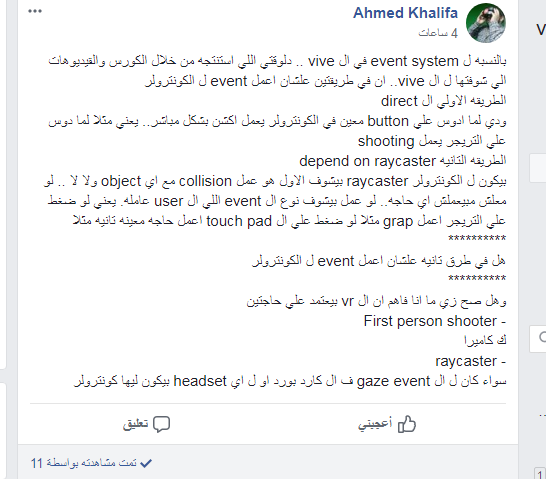 Ahmed Khalifa
4 ساعات
بالنسبه ل event system في ال vive .. دلوقتي اللي استنتجه من خلال الكورس والفيديوهات
الي شوفتها ل ال vive.. ان في طريقتين علشان اعمل event ل الكونترولر
الطريقه الاولي ال direct
ودي لما ادوس علي button معين في الكونترولر يعمل اكشن بشكل مباشر.. يعني مثلا لما دوس
علي التريجر يعمل shooting
الطريقه التانيه depend on raycaster
بيكون ل الكونترولر raycaster بيشوف الاول هو عمل collision مع اي object ولا لا .. لو
معلش مبيعملش اي حاجه.. لو عمل بيشوف نوع ال event اللي ال user عامله. يعني لو ضغط
علي التريجر اعمل grap مثلا لو ضغط علي ال touch pad اعمل حاجه معينه تانيه مثلا
**********
هل في طرق تانيه علشان اعمل event ل الكونترولر
**********
وهل صح زي ما انا فاهم ان ال vr بيعتمد علي حاجتين
- First person shooter
ك كاميرا
- raycaster
سواء كان ل ال gaze event ف ال كارد بورد او ل اي headset بيكون ليها كونترولر
أعجبني
تعليق
تمت مشاهدته بواسطة 11
V
1